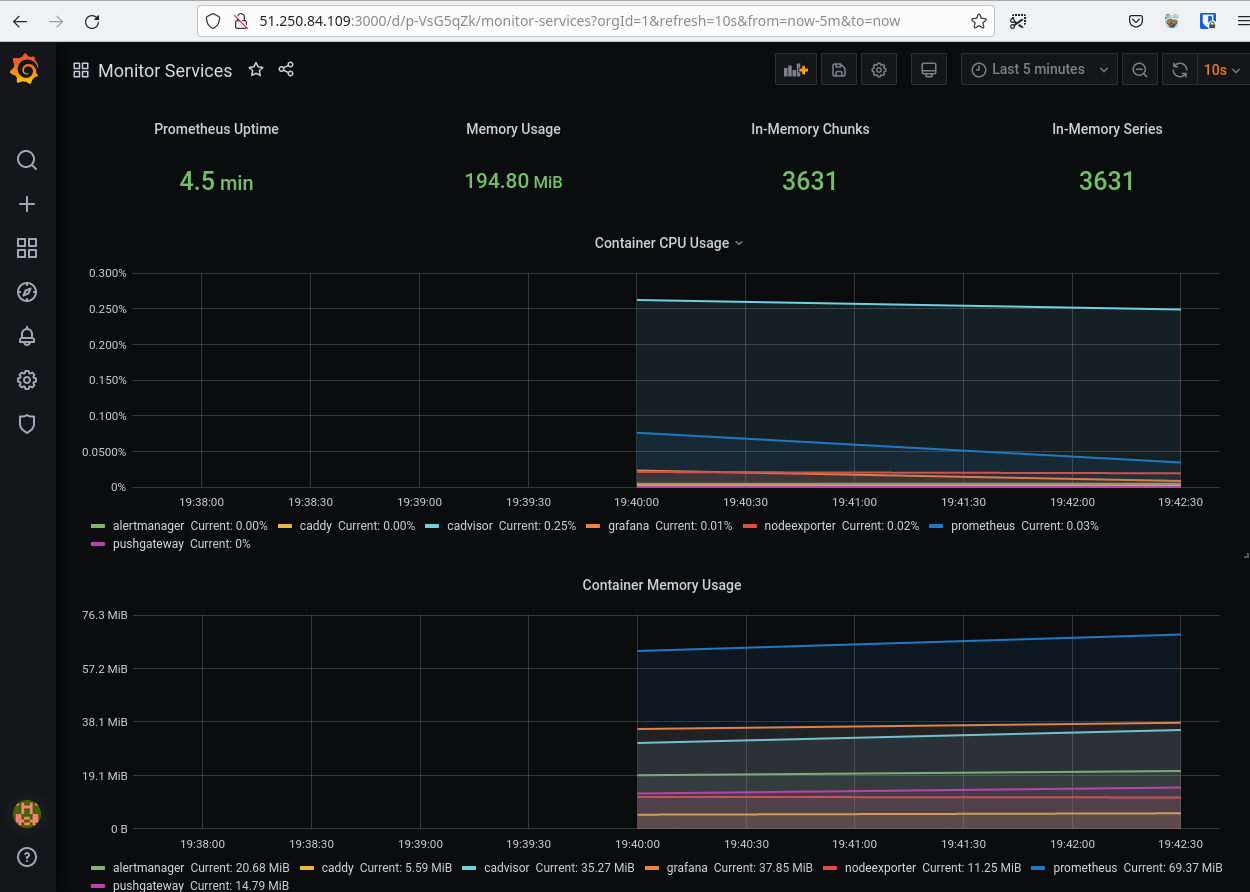 51.250.84.109:3000/d/p-VsG5qZk/monitor-services?orgId=1&refresh=10s&from=now-5m&to=now
Monitor Services
Last 5 minutes
10s
Prometheus Uptime
Memory Usage
In-Memory Chunks
In-Memory Series
4.5 min
194.80 MiB
3631
3631
Container CPU Usage
0.300%
0.250%
0.200%
0.150%
0.100%
0.0500%
0%
19:38:00 19:38:30 19:39:00 19:39:30 19:40:00 19:40:30 19:41:00 19:41:30 19:42:00 19:42:30
alertmanager Current: 0.00% caddy Current: 0.00% cadvisor Current: 0.25% grafana Current: 0.01% nodeexporter Current: 0.02% prometheus Current: 0.03%
pushgateway Current: 0%
Container Memory Usage
76.3 MiB
57.2 MiB
38.1 MiB
19.1 MiB
0 B
19:38:00 19:38:30 19:39:00 19:39:30 19:40:00 19:40:30 19:41:00 19:41:30 19:42:00 19:42:30
alertmanager Current: 20.68 MiB caddy Current: 5.59 MiB cadvisor Current: 35.27 MiB grafana Current: 37.85 MiB nodeexporter Current: 11.25 MiB prometheus Current: 69.37 MiB
pushgateway Current: 14.79 MiB